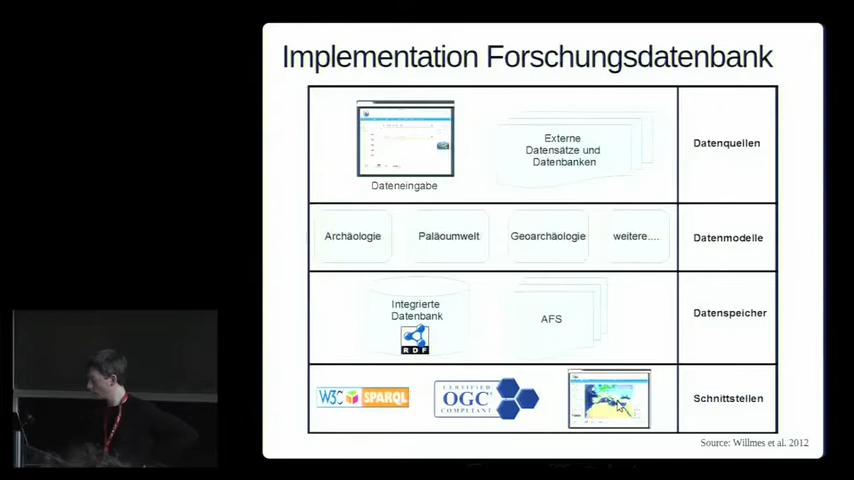 Implementation Forschungsdatenbank
Externe
Datensätze und
Datenbanken
Dateneingabe
Datenquellen
Archäologie
Paläoumwelt
Geoarchäologie
weitere....
Datenmodelle
Integrierte
Datenbank
RDF
AFS
Datenspeicher
W3C SPARQL
CERTIFIED
OGC
COMPLIANT
Schnittstellen
Source: Willmes et al. 2012